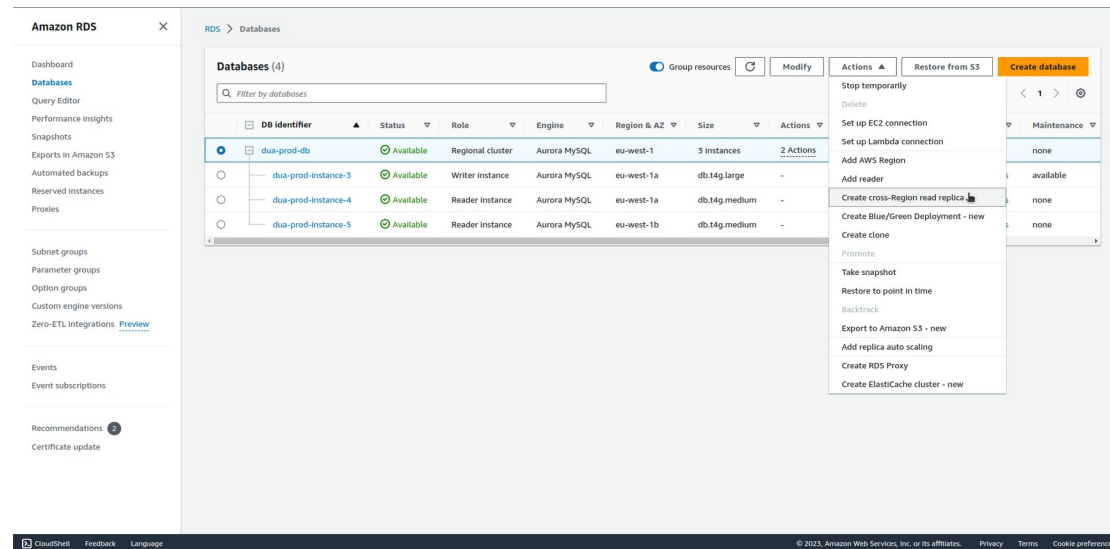 Amazon RDS
Dashboard
Databases
Query Editor
Performance insights
Snapshots
Exports in Amazon S3
Automated backups
Reserved instances
Proxies
Subnet groups
Parameter groups
Option groups
Custom engine versions
Zero-ETL integrations Preview
Events
Event subscriptions
Recommendations 2
Certificate update
RDS > Databases
Databases (4)
Group resources
Modify
Actions
Restore from S3
Create database
Filter by databases
1
DB identifier Status Role Engine Region & AZ Size Actions Maintenance
dua-prod-db Available Regional cluster Aurora MySQL eu-west-1 3 instances 2 Actions none
dua-prod-instance-3 Available Writer instance Aurora MySQL eu-west-1a db.t4g.large - available
dua-prod-instance-4 Available Reader instance Aurora MySQL eu-west-1a db.t4g.medium - none
dua-prod-instance-5 Available Reader instance Aurora MySQL eu-west-1b db.t4g.medium - none
Stop temporarily
Delete
Set up EC2 connection
Set up Lambda connection
Add AWS Region
Add reader
Create cross-Region read replica
Create Blue/Green Deployment - new
Create clone
Promote
Take snapshot
Restore to point in time
Backtrack
Export to Amazon S3 - new
Add replica auto scaling
Create RDS Proxy
Create ElastiCache cluster - new
CloudShell Feedback Language
© 2023, Amazon Web Services, Inc. or its affiliates. Privacy Terms Cookie preference